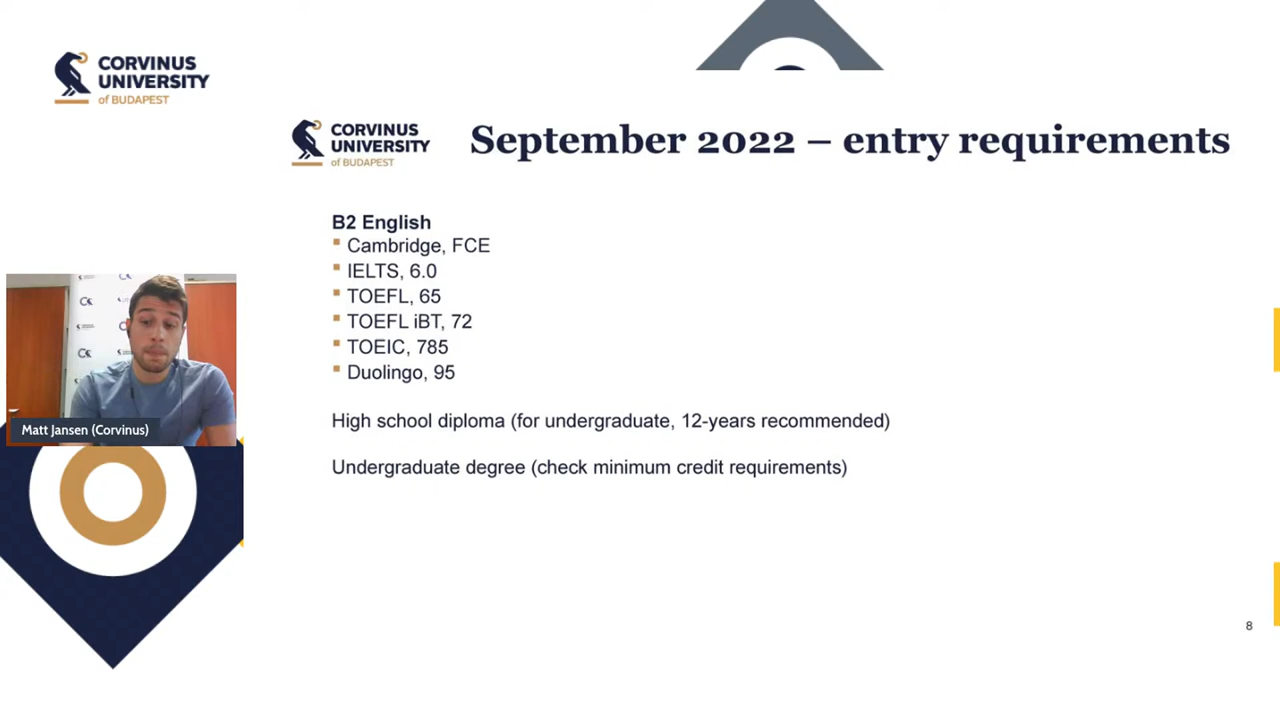 CORVINUS
UNIVERSITY
of BUDAPEST
CORVINUS
UNIVERSITY
of BUDAPEST
September 2022 – entry requirements
B2 English
▪ Cambridge, FCE
▪ IELTS, 6.0
▪ TOEFL, 65
▪ TOEFL iBT, 72
▪ TOEIC, 785
▪ Duolingo, 95
High school diploma (for undergraduate, 12-years recommended)
Undergraduate degree (check minimum credit requirements)
Matt Jansen (Corvinus)
8